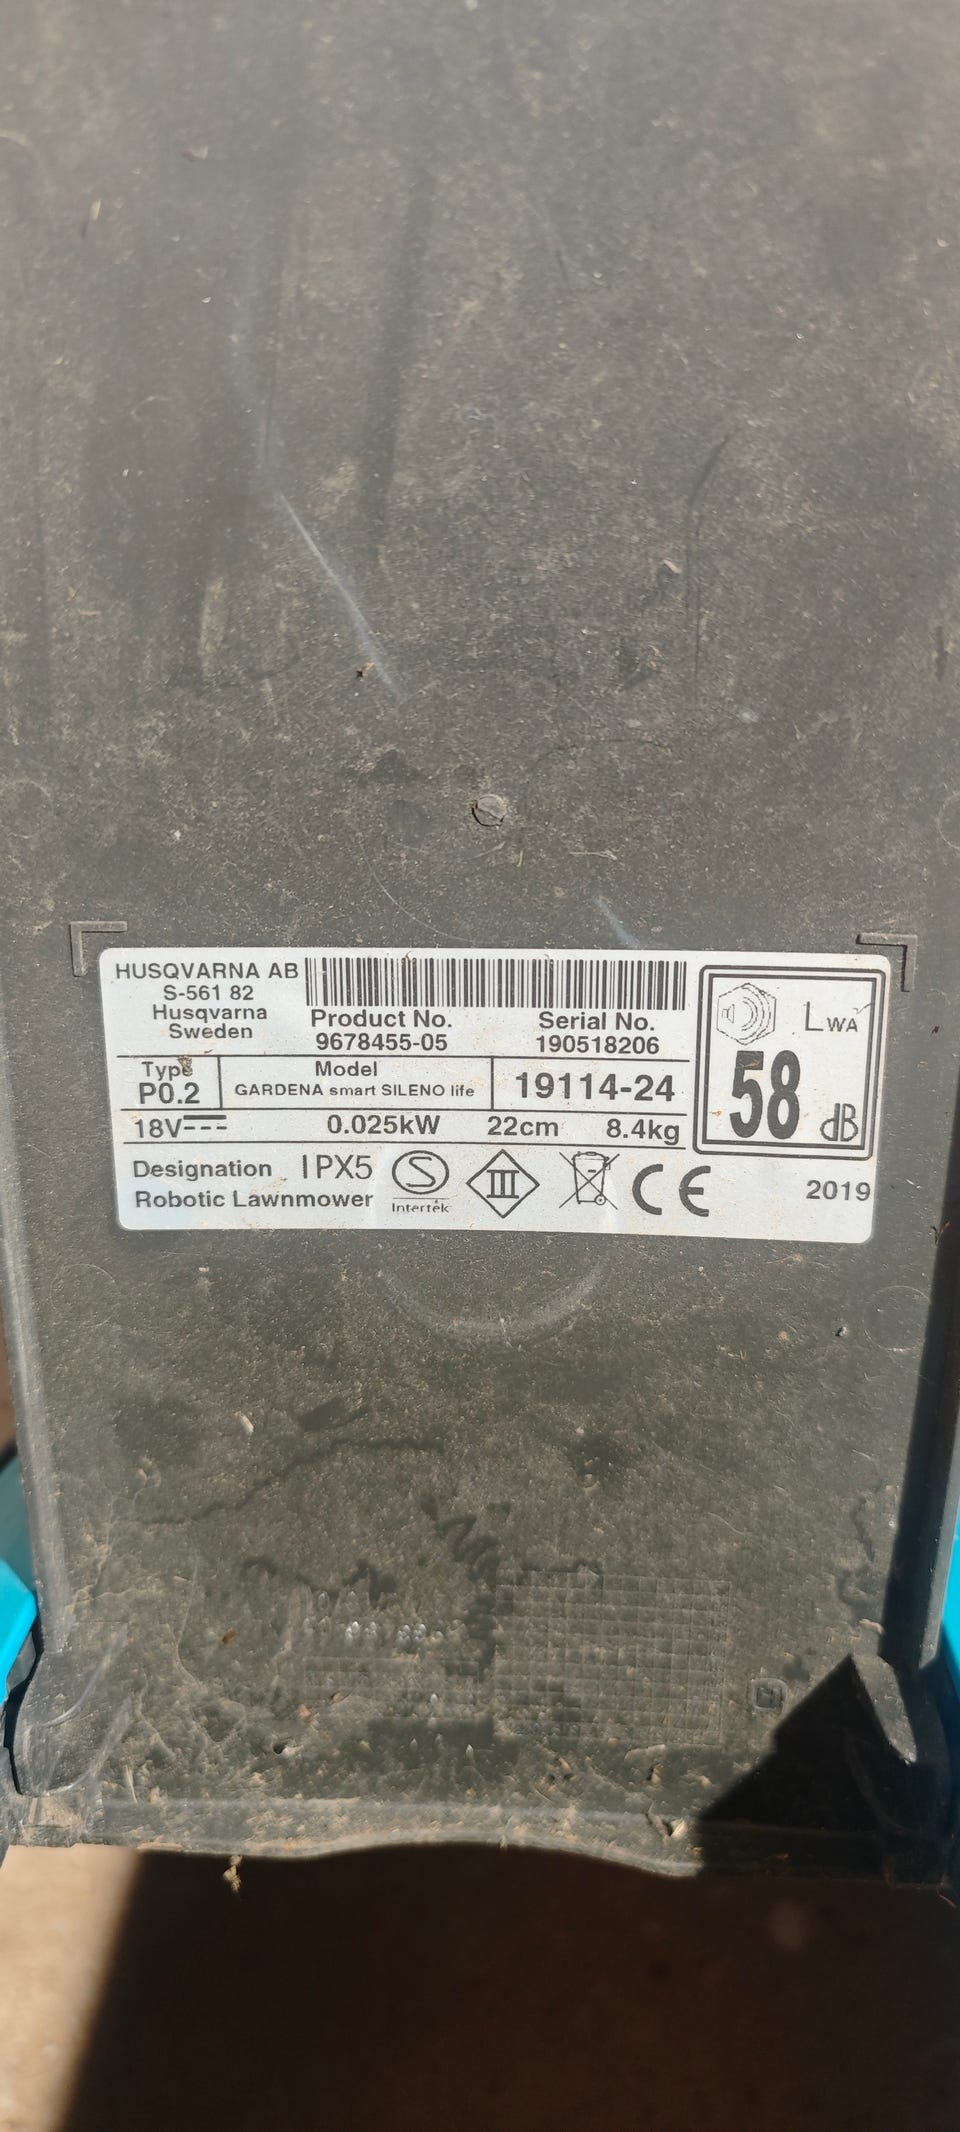 HUSQVARNA AB
S-561 82
Husqvarna
Sweden
Product No.
9678455-05
Serial No.
190518206
Type
P0.2
Model
GARDENA smart SILENO life
19114-24
18V
0.025kW
22cm
8.4kg
LWA
58
dB
Designation
Robotic Lawnmower
IPX5
S
Intertek
III
CE
2019